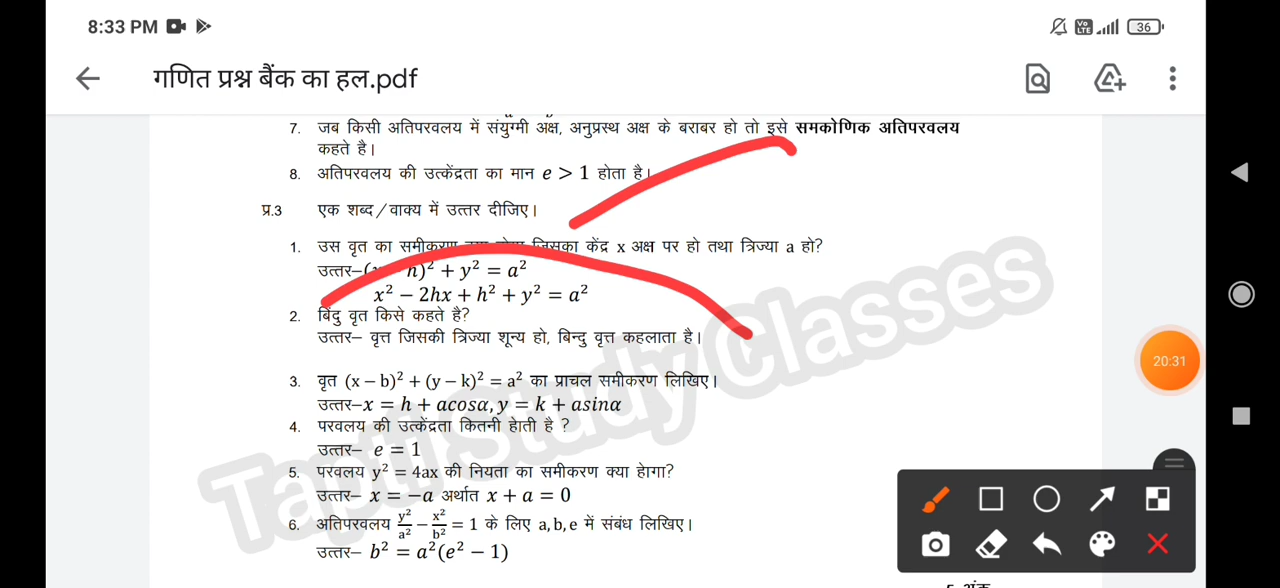 8:33 PM
Vo LTE
36
गणित प्रश्न बैंक का हल.pdf
7. जब किसी अतिपरवलय में संयुग्मी अक्ष, अनुप्रस्थ अक्ष के बराबर हो तो इसे समकोणिक अतिपरवलय
कहते है।
8. अतिपरवलय की उत्केंद्रता का मान e > 1 होता है।
प्र.3 एक शब्द/वाक्य में उत्तर दीजिए।
1. उस वृत का समीकरण जिसका केंद्र x अक्ष पर हो तथा त्रिज्या a हो?
उत्तर–( h)² + y² = a²
x² − 2hx + h² + y² = a²
2. बिंदु वृत किसे कहते है?
उत्तर– वृत्त जिसकी त्रिज्या शून्य हो, बिन्दु वृत्त कहलाता है।
3. वृत (x – b)² + (y – k)² = a² का प्राचल समीकरण लिखिए।
उत्तर–x = h + acosα, y = k + asinα
4. परवलय की उत्केंद्रता कितनी हेाती है ?
उत्तर– e = 1
5. परवलय y² = 4ax की नियता का समीकरण क्या हेागा?
उत्तर– x = −a अर्थात x + a = 0
6. अतिपरवलय y²/a² − x²/b² = 1 के लिए a, b, e में संबंध लिखिए।
उत्तर– b² = a²(e² − 1)
Tapti Study Classes
20:31